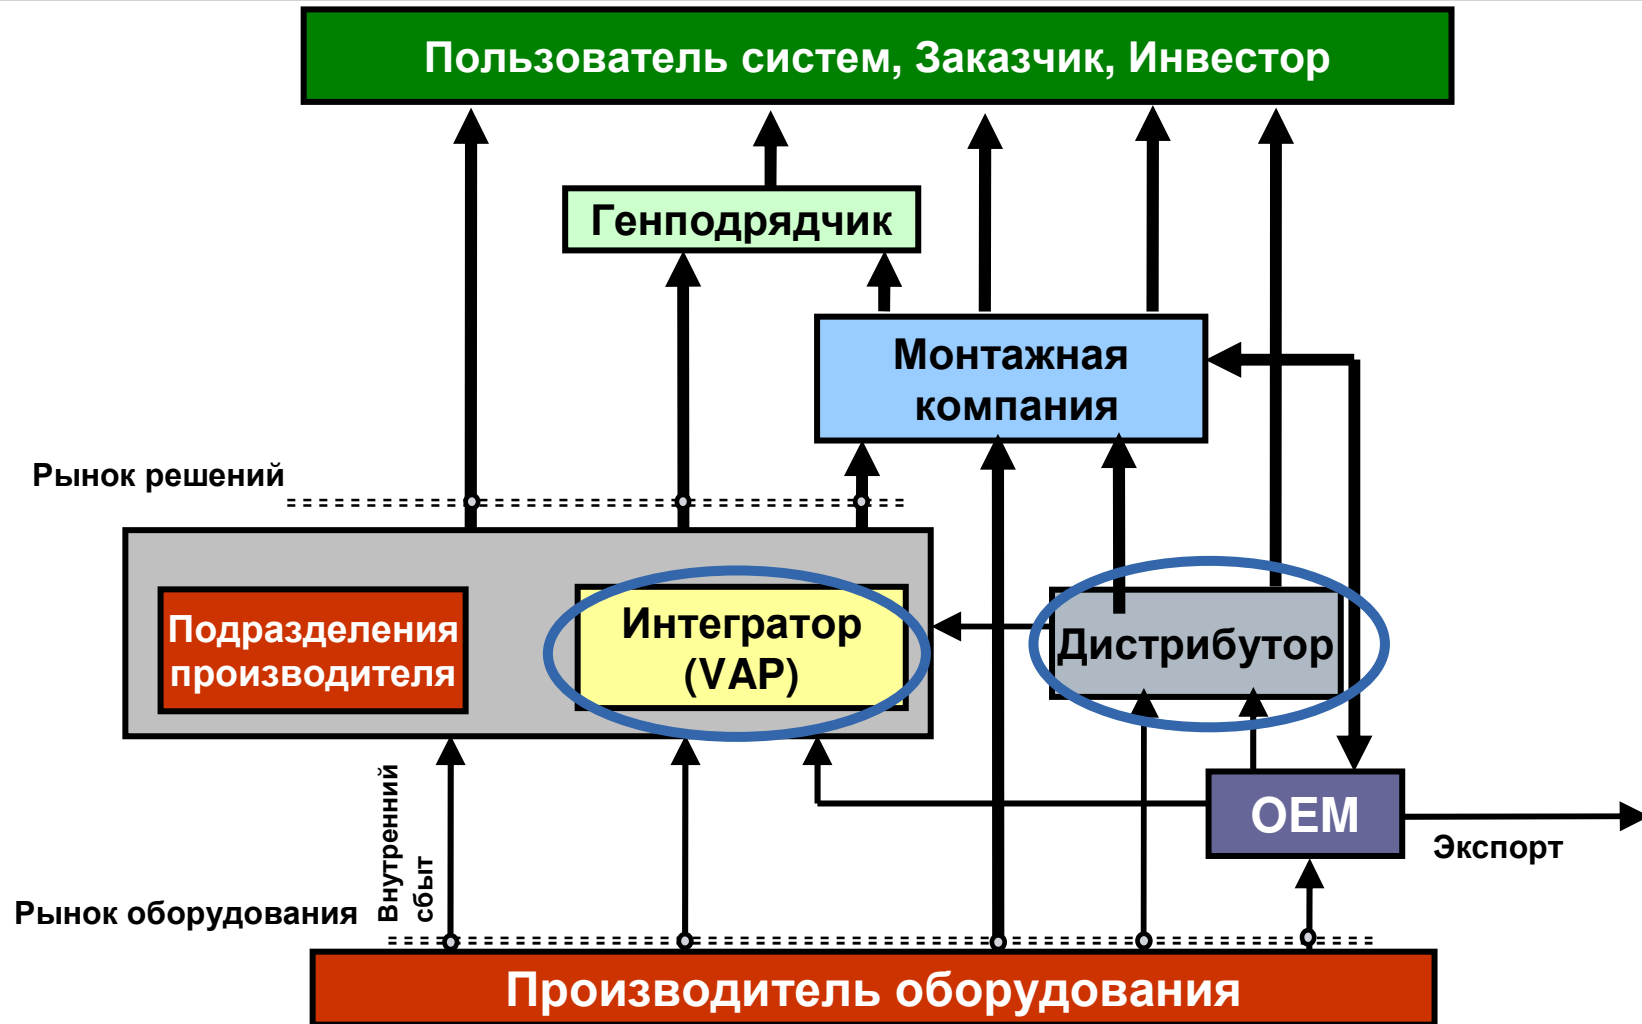 Пользователь систем, Заказчик, Инвестор
Генподрядчик
Монтажная
компания
Рынок решений
Подразделения
производителя
Интегратор
(VAP)
Дистрибутор
OEM
Экспорт
Внутренний
сбыт
Рынок оборудования
Производитель оборудования